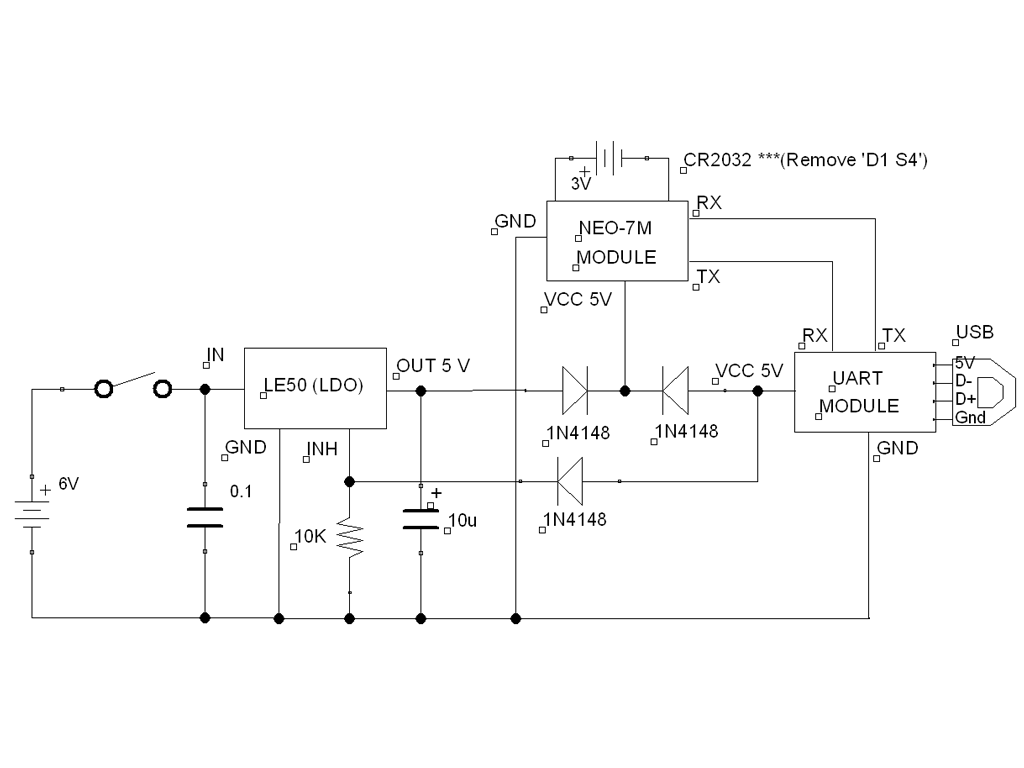 CR2032 ***(Remove 'D1 S4')
+
3V
RX
GND
NEO-7M
MODULE
TX
VCC 5V
RX
TX
USB
IN
OUT 5 V
VCC 5V
5V
LE50 (LDO)
UART
D-
MODULE
D+
Gnd
1N4148
1N4148
GND
INH
GND
+ 6V
0.1
+
10u
10K
1N4148